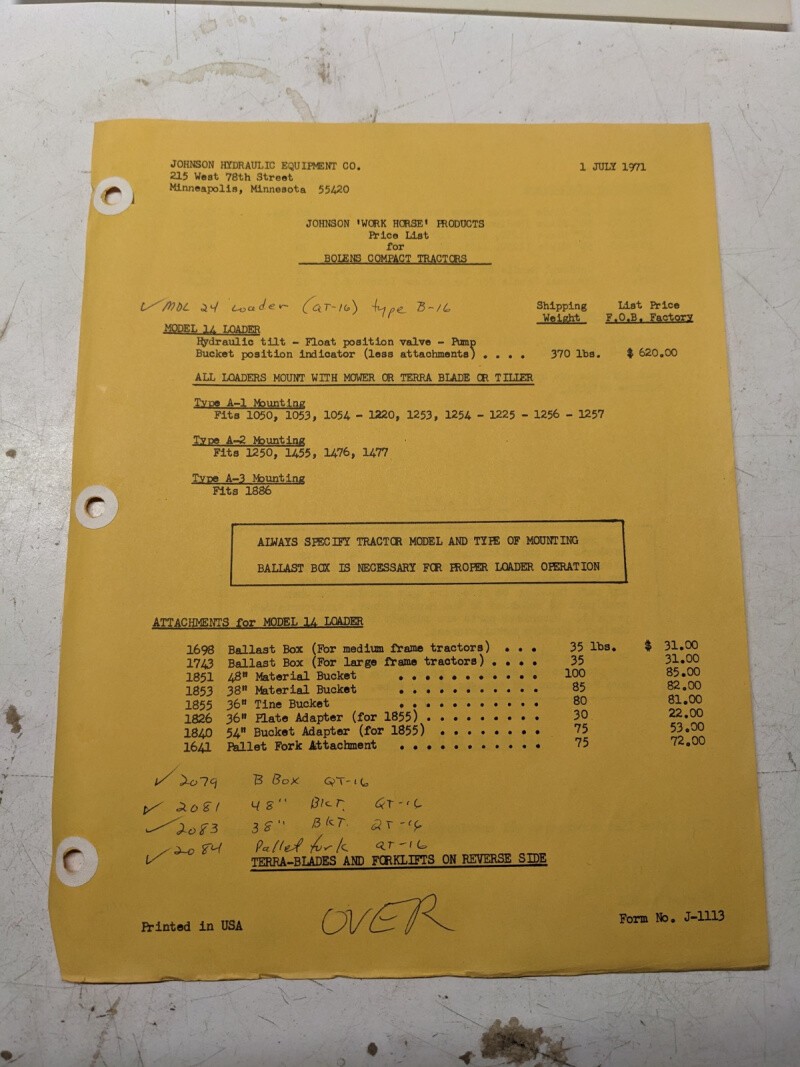 JOHNSON HYDRAULIC EQUIPMENT CO. 1 JULY 1971
215 West 78th Street
Minneapolis, Minnesota 55420
JOHNSON 'WORK HORSE' PRODUCTS
Price List
for
BOLENS COMPACT TRACTORS
✓ MDL 24 Loader (QT-16) type B-16
Shipping List Price
Weight F.O.B. Factory
MODEL 14 LOADER
Hydraulic tilt - Float position valve - Pump
Bucket position indicator (less attachments) . . . . 370 lbs. $ 620.00
ALL LOADERS MOUNT WITH MOWER OR TERRA BLADE OR TILLER
Type A-1 Mounting
Fits 1050, 1053, 1054 - 1220, 1253, 1254 - 1225 - 1256 - 1257
Type A-2 Mounting
Fits 1250, 1455, 1476, 1477
Type A-3 Mounting
Fits 1886
ALWAYS SPECIFY TRACTOR MODEL AND TYPE OF MOUNTING
BALLAST BOX IS NECESSARY FOR PROPER LOADER OPERATION
ATTACHMENTS for MODEL 14 LOADER
1698 Ballast Box (For medium frame tractors) . . . 35 lbs. $ 31.00
1743 Ballast Box (For large frame tractors) . . . . 35 31.00
1851 48" Material Bucket . . . . . . . . . . . 100 85.00
1853 38" Material Bucket . . . . . . . . . . . 85 82.00
1855 36" Tine Bucket . . . . . . . . . . . 80 81.00
1826 36" Plate Adapter (for 1855) . . . . . . . . . 30 22.00
1840 54" Bucket Adapter (for 1855) . . . . . . . . 75 53.00
1641 Pallet Fork Attachment . . . . . . . . . . . 75 72.00
✓ 2079 B Box QT-16
✓ 2081 48" Bkt. QT-16
✓ 2083 38" BKT. QT-16
✓ 2084 Pallet fork QT-16
TERRA-BLADES AND FORKLIFTS ON REVERSE SIDE
OVER
Printed in USA Form No. J-1113